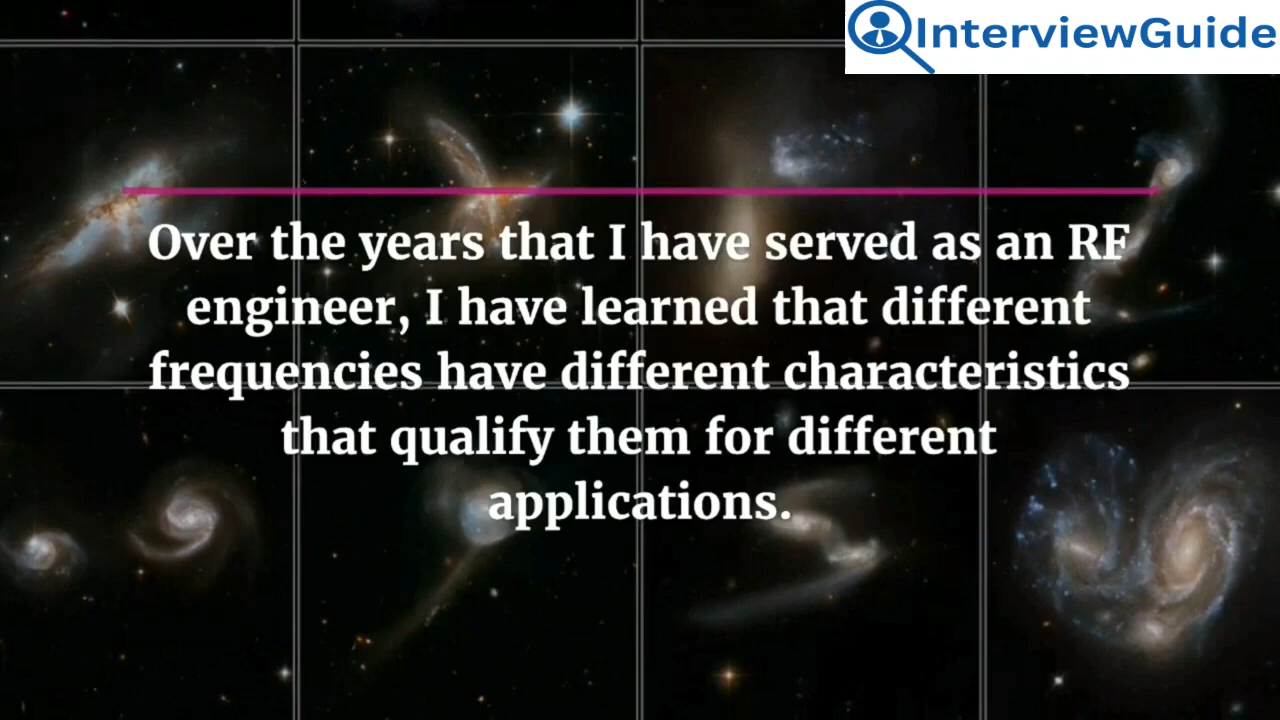 InterviewGuide
Over the years that I have served as an RF
engineer, I have learned that different
frequencies have different characteristics
that qualify them for different
applications.